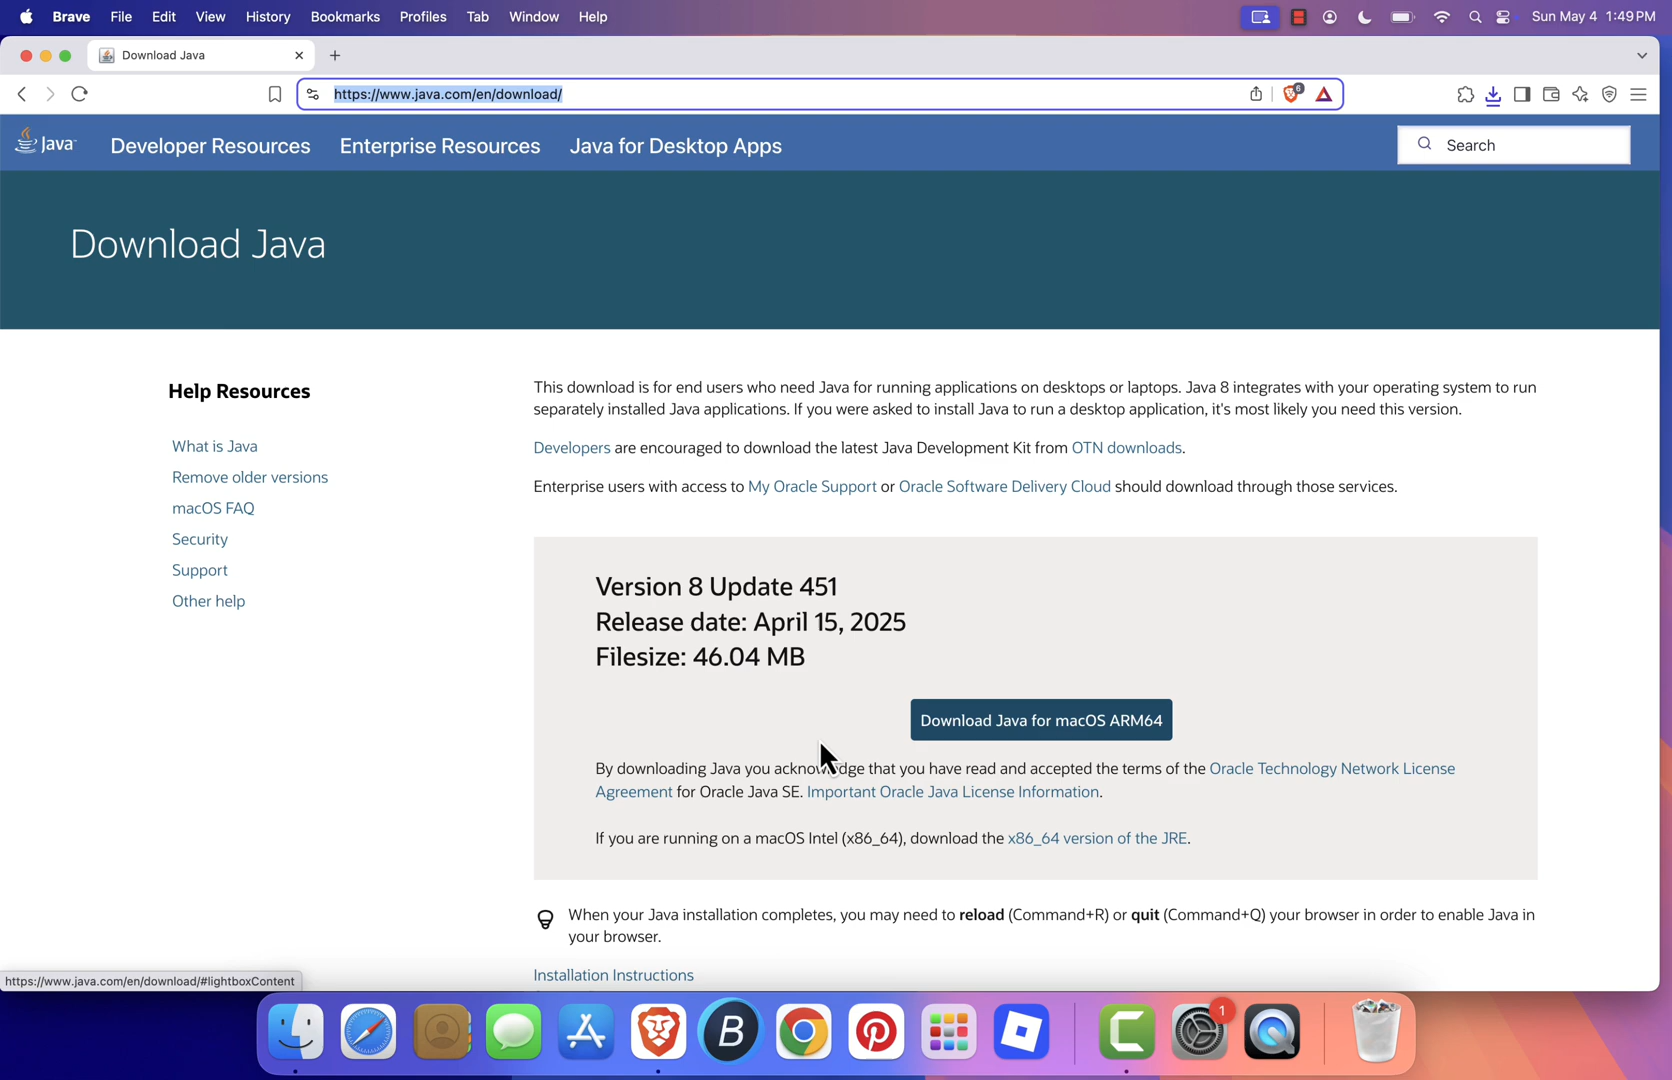 Brave File Edit View History Bookmarks Profiles Tab Window Help
Sun May 4 1:49 PM
Download Java
https://www.java.com/en/download/
6
Java
Developer Resources Enterprise Resources Java for Desktop Apps
Search
Download Java
Help Resources
What is Java
Remove older versions
macOS FAQ
Security
Support
Other help
This download is for end users who need Java for running applications on desktops or laptops. Java 8 integrates with your operating system to run
separately installed Java applications. If you were asked to install Java to run a desktop application, it's most likely you need this version.
Developers are encouraged to download the latest Java Development Kit from OTN downloads.
Enterprise users with access to My Oracle Support or Oracle Software Delivery Cloud should download through those services.
Version 8 Update 451
Release date: April 15, 2025
Filesize: 46.04 MB
Download Java for macOS ARM64
By downloading Java you acknowledge that you have read and accepted the terms of the Oracle Technology Network License
Agreement for Oracle Java SE. Important Oracle Java License Information.
If you are running on a macOS Intel (x86_64), download the x86_64 version of the JRE.
When your Java installation completes, you may need to reload (Command+R) or quit (Command+Q) your browser in order to enable Java in
your browser.
Installation Instructions
https://www.java.com/en/download/#lightboxContent
B
1